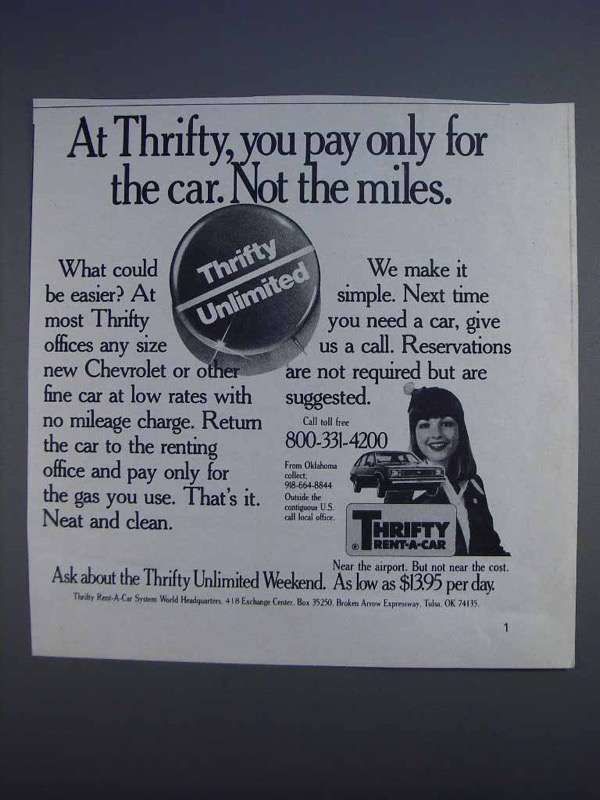 At Thrifty, you pay only for
the car. Not the miles.
Thrifty
Unlimited
What could
be easier? At
most Thrifty
offices any size
new Chevrolet or other
fine car at low rates with
no mileage charge. Return
the car to the renting
office and pay only for
the gas you use. That's it.
Neat and clean.
We make it
simple. Next time
you need a car, give
us a call. Reservations
are not required but are
suggested.
Call toll free
800-331-4200
From Oklahoma
collect:
918-664-8844
Outside the
contiguous U.S.
call local office.
THRIFTY
RENT-A-CAR
®
Near the airport. But not near the cost.
Ask about the Thrifty Unlimited Weekend. As low as $13.95 per day.
Thrifty Rent-A-Car System World Headquarters, 418 Exchange Center, Box 35250, Broken Arrow Expressway, Tulsa, OK 74135.
1